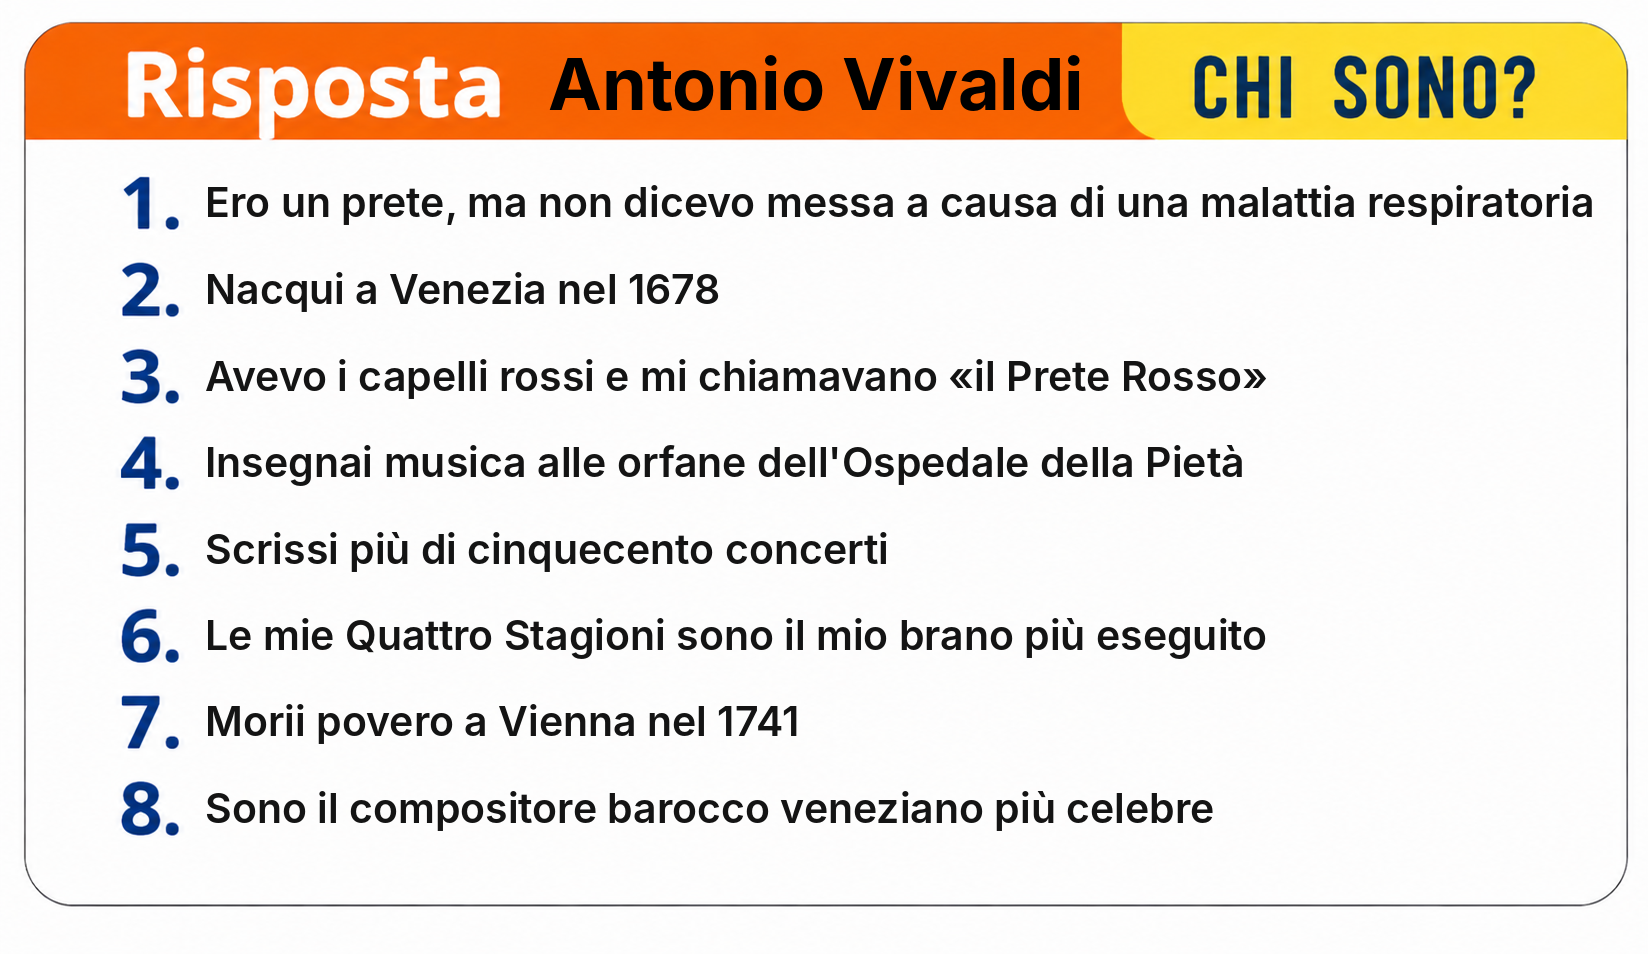 Risposta Antonio Vivaldi CHI SONO?
1. Ero un prete, ma non dicevo messa a causa di una malattia respiratoria
2. Nacqui a Venezia nel 1678
3. Avevo i capelli rossi e mi chiamavano «il Prete Rosso»
4. Insegnai musica alle orfane dell'Ospedale della Pietà
5. Scrissi più di cinquecento concerti
6. Le mie Quattro Stagioni sono il mio brano più eseguito
7. Morii povero a Vienna nel 1741
8. Sono il compositore barocco veneziano più celebre